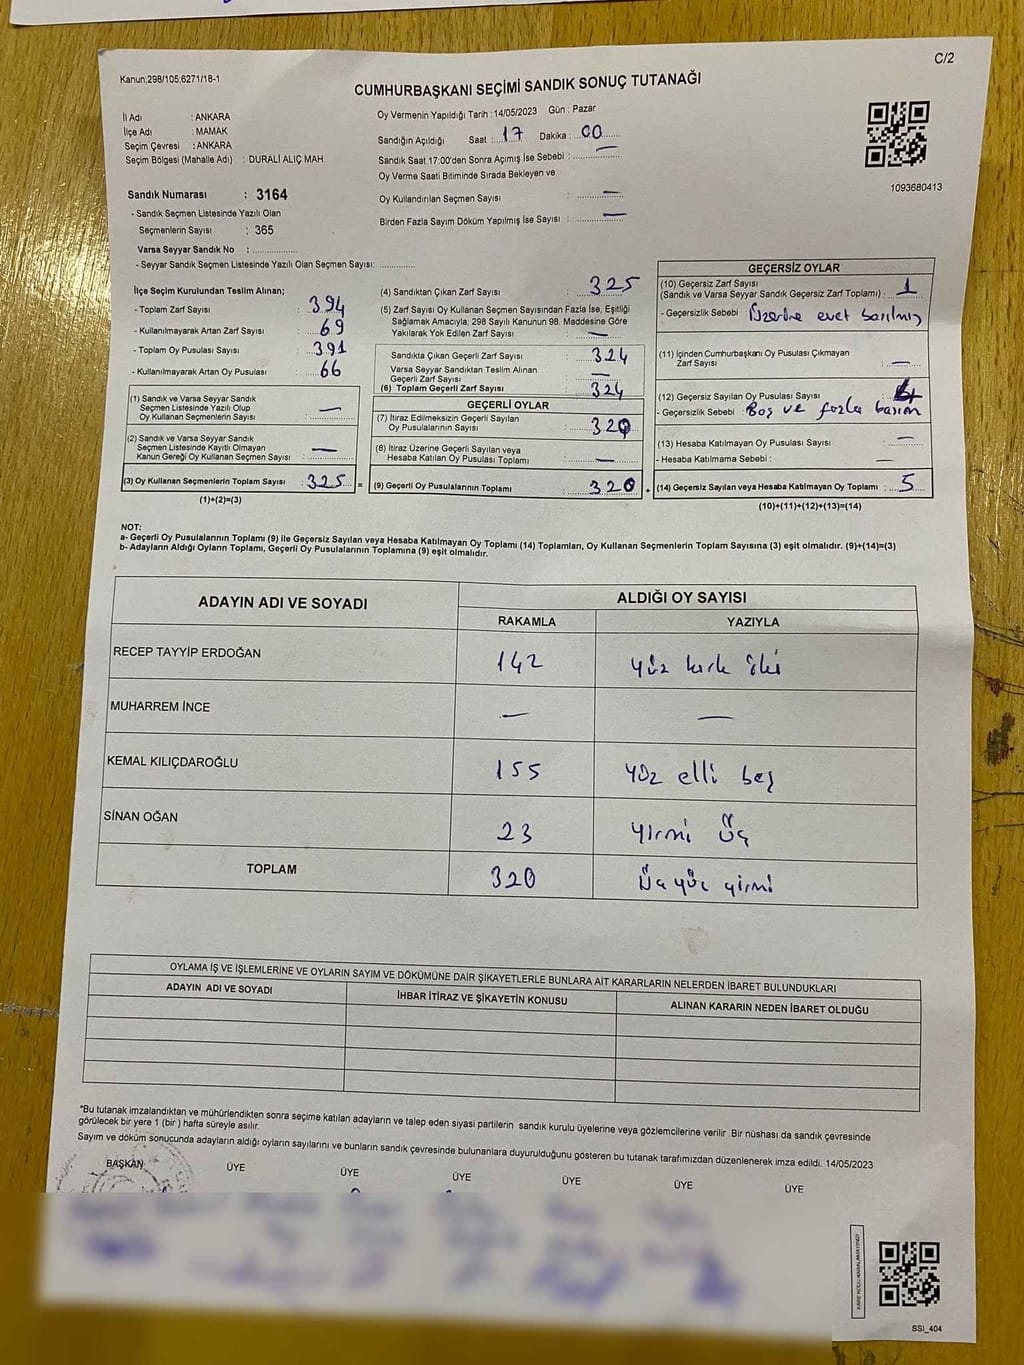 C/2
Kanun;298/105;6271/18-1
CUMHURBAŞKANI SEÇİMİ SANDIK SONUÇ TUTANAĞI
İl Adı : ANKARA
İlçe Adı : MAMAK
Seçim Çevresi : ANKARA
Seçim Bölgesi (Mahalle Adı) : DURALİ ALIÇ MAH.
Oy Vermenin Yapıldığı Tarih : 14/05/2023 Gün : Pazar
Sandığın Açıldığı Saat :..17 Dakika :..00.......
Sandık Saat 17:00'den Sonra Açımış İse Sebebi : —
Oy Verme Saati Bitiminde Sırada Bekleyen ve
Oy Kullandırılan Seçmen Sayısı : —
Birden Fazla Sayım Döküm Yapılmış İse Sayısı : —
1093680413
Sandık Numarası : 3164
- Sandık Seçmen Listesinde Yazılı Olan
Seçmenlerin Sayısı : 365
Varsa Seyyar Sandık No : ................
- Seyyar Sandık Seçmen Listesinde Yazılı Olan Seçmen Sayısı: .............
İlçe Seçim Kurulundan Teslim Alınan;
- Toplam Zarf Sayısı : 394
- Kullanılmayarak Artan Zarf Sayısı : 69
- Toplam Oy Pusulası Sayısı : 391
- Kullanılmayarak Artan Oy Pusulası : 66
(1) Sandık ve Varsa Seyyar Sandık
Seçmen Listesinde Yazılı Olup
Oy Kullanan Seçmenlerin Sayısı : —
(2) Sandık ve Varsa Seyyar Sandık
Seçmen Listesinde Kayıtlı Olmayan
Kanun Gereği Oy Kullanan Seçmen Sayısı : —
(3) Oy Kullanan Seçmenlerin Toplam Sayısı : 325 =
(1)+(2)=(3)
(4) Sandıktan Çıkan Zarf Sayısı : 325
(5) Zarf Sayısı Oy Kullanan Seçmen Sayısından Fazla İse, Eşitliği
Sağlamak Amacıyla, 298 Sayılı Kanunun 98. Maddesine Göre
Yakılarak Yok Edilen Zarf Sayısı : —
Sandıkta Çıkan Geçerli Zarf Sayısı : 324
Varsa Seyyar Sandıktan Teslim Alınan
Geçerli Zarf Sayısı : —
(6) Toplam Geçerli Zarf Sayısı : 324
GEÇERLİ OYLAR
(7) İtiraz Edilmeksizin Geçerli Sayılan
Oy Pusulalarının Sayısı : 320
(8) İtiraz Üzerine Geçerli Sayılan veya
Hesaba Katılan Oy Pusulası Toplamı : —
(9) Geçerli Oy Pusulalarının Toplamı : 320 +
GEÇERSİZ OYLAR
(10) Geçersiz Zarf Sayısı
(Sandık ve Varsa Seyyar Sandık Geçersiz Zarf Toplamı) : 1
- Geçersizlik Sebebi : Üzerine evet basılmış
(11) İçinden Cumhurbaşkanı Oy Pusulası Çıkmayan
Zarf Sayısı : —
(12) Geçersiz Sayılan Oy Pusulası Sayısı : 4
- Geçersizlik Sebebi : Boş ve fazla basım
(13) Hesaba Katılmayan Oy Pusulası Sayısı : —
- Hesaba Katılmama Sebebi : —
(14) Geçersiz Sayılan veya Hesaba Katılmayan Oy Toplamı : 5
(10)+(11)+(12)+(13)=(14)
NOT:
a- Geçerli Oy Pusulalarının Toplamı (9) ile Geçersiz Sayılan veya Hesaba Katılmayan Oy Toplamı (14) Toplamları, Oy Kullanan Seçmenlerin Toplam Sayısına (3) eşit olmalıdır. (9)+(14)=(3)
b- Adayların Aldığı Oyların Toplamı, Geçerli Oy Pusulalarının Toplamına (9) eşit olmalıdır.
ADAYIN ADI VE SOYADI ALDIĞI OY SAYISI
RAKAMLA YAZIYLA
RECEP TAYYİP ERDOĞAN 142 yüz kırk iki
MUHARREM İNCE — —
KEMAL KILIÇDAROĞLU 155 yüz elli beş
SİNAN OĞAN 23 yirmi üç
TOPLAM 320 Üç yüz yirmi
OYLAMA İŞ VE İŞLEMLERİNE VE OYLARIN SAYIM VE DÖKÜMÜNE DAİR ŞİKAYETLERLE BUNLARA AİT KARARLARIN NELERDEN İBARET BULUNDUKLARI
ADAYIN ADI VE SOYADI İHBAR İTİRAZ VE ŞİKAYETİN KONUSU ALINAN KARARIN NEDEN İBARET OLDUĞU
*Bu tutanak imzalandıktan ve mühürlendikten sonra seçime katılan adayların ve talep eden siyasi partilerin sandık kurulu üyelerine veya gözlemcilerine verilir .Bir nüshası da sandık çevresinde
görülecek bir yere 1 (bir ) hafta süreyle asılır.
Sayım ve döküm sonucunda adayların aldığı oyların sayılarını ve bunların sandık çevresinde bulunanlara duyurulduğunu gösteren bu tutanak tarafımızdan düzenlenerek imza edildi. 14/05/2023
BAŞKAN ÜYE ÜYE ÜYE ÜYE ÜYE ÜYE
KARE KODU KARALAMAYINIZ!
SSI_404